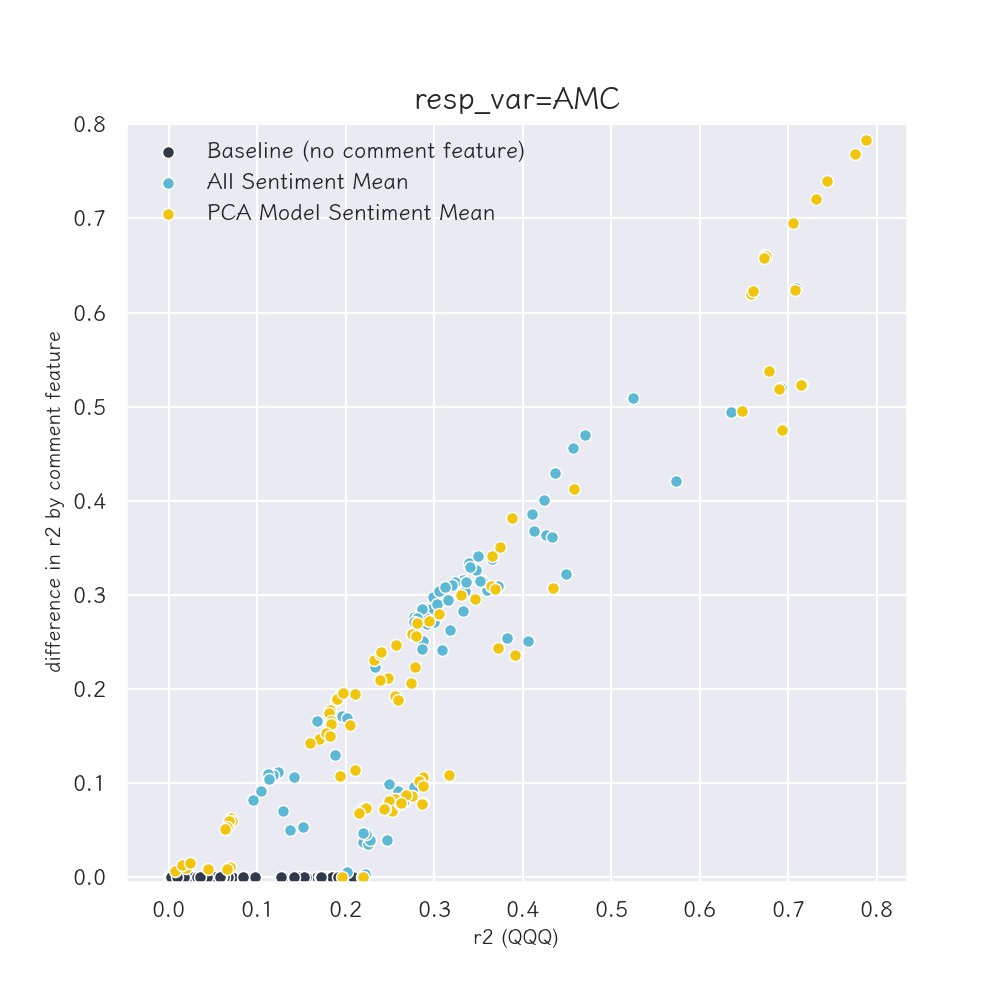 resp_var=AMC
Baseline (no comment feature)
All Sentiment Mean
PCA Model Sentiment Mean
difference in r2 by comment feature
0.8
0.7
0.6
0.5
0.4
0.3
0.2
0.1
0.0
0.0 0.1 0.2 0.3 0.4 0.5 0.6 0.7 0.8
r2 (QQQ)